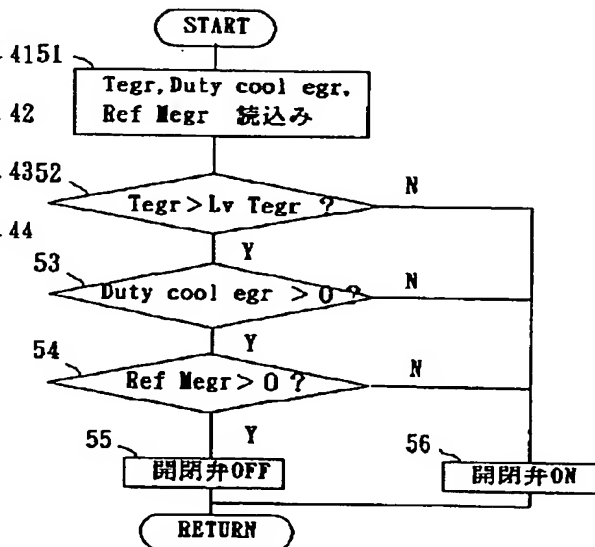 START
4151
Tegr,Duty cool egr,
42
Ref Megr 読込み
4352
Tegr>Lv Tegr ?
N
44
Y
53
Duty cool egr >0?
N
Y
54
Ref Megr>0?
N
Y
55
開閉弁OFF
56
開閉弁ON
RETURN